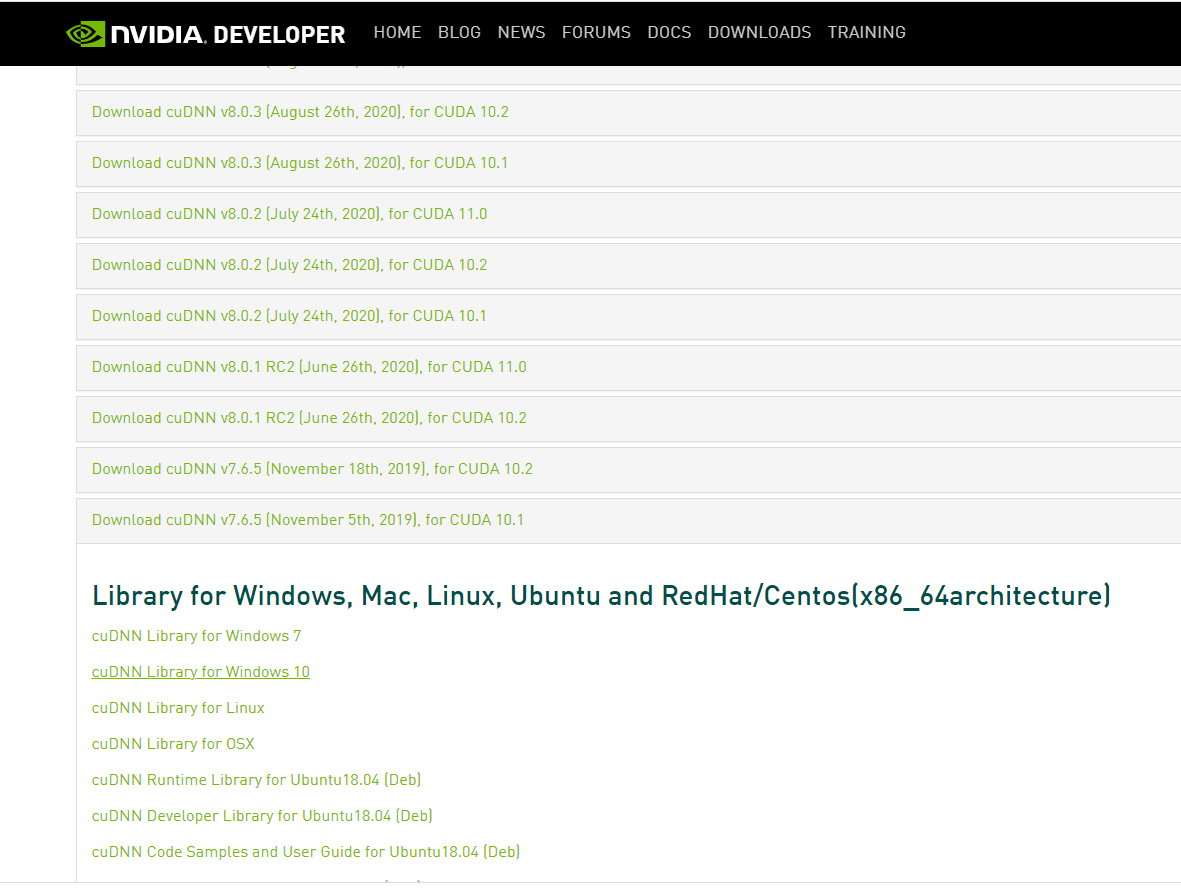 NVIDIA. DEVELOPER HOME BLOG NEWS FORUMS DOCS DOWNLOADS TRAINING
Download cuDNN v8.0.3 (August 26th, 2020), for CUDA 10.2
Download cuDNN v8.0.3 (August 26th, 2020), for CUDA 10.1
Download cuDNN v8.0.2 (July 24th, 2020), for CUDA 11.0
Download cuDNN v8.0.2 (July 24th, 2020), for CUDA 10.2
Download cuDNN v8.0.2 (July 24th, 2020), for CUDA 10.1
Download cuDNN v8.0.1 RC2 (June 26th, 2020), for CUDA 11.0
Download cuDNN v8.0.1 RC2 (June 26th, 2020), for CUDA 10.2
Download cuDNN v7.6.5 (November 18th, 2019), for CUDA 10.2
Download cuDNN v7.6.5 (November 5th, 2019), for CUDA 10.1
Library for Windows, Mac, Linux, Ubuntu and RedHat/Centos(x86_64architecture)
cuDNN Library for Windows 7
cuDNN Library for Windows 10
cuDNN Library for Linux
cuDNN Library for OSX
cuDNN Runtime Library for Ubuntu18.04 (Deb)
cuDNN Developer Library for Ubuntu18.04 (Deb)
cuDNN Code Samples and User Guide for Ubuntu18.04 (Deb)